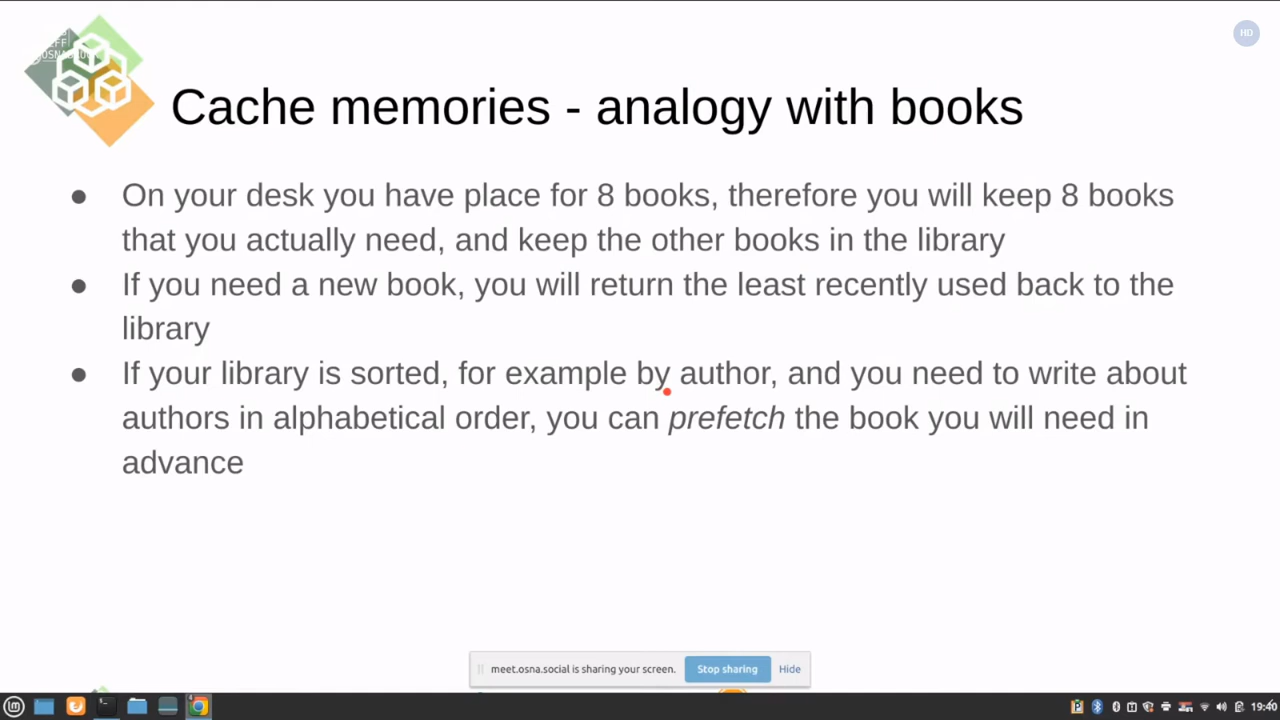 HD
Cache memories - analogy with books
● On your desk you have place for 8 books, therefore you will keep 8 books
that you actually need, and keep the other books in the library
● If you need a new book, you will return the least recently used back to the
library
● If your library is sorted, for example by author, and you need to write about
authors in alphabetical order, you can prefetch the book you will need in
advance
meet.osna.social is sharing your screen. Stop sharing Hide
19:40